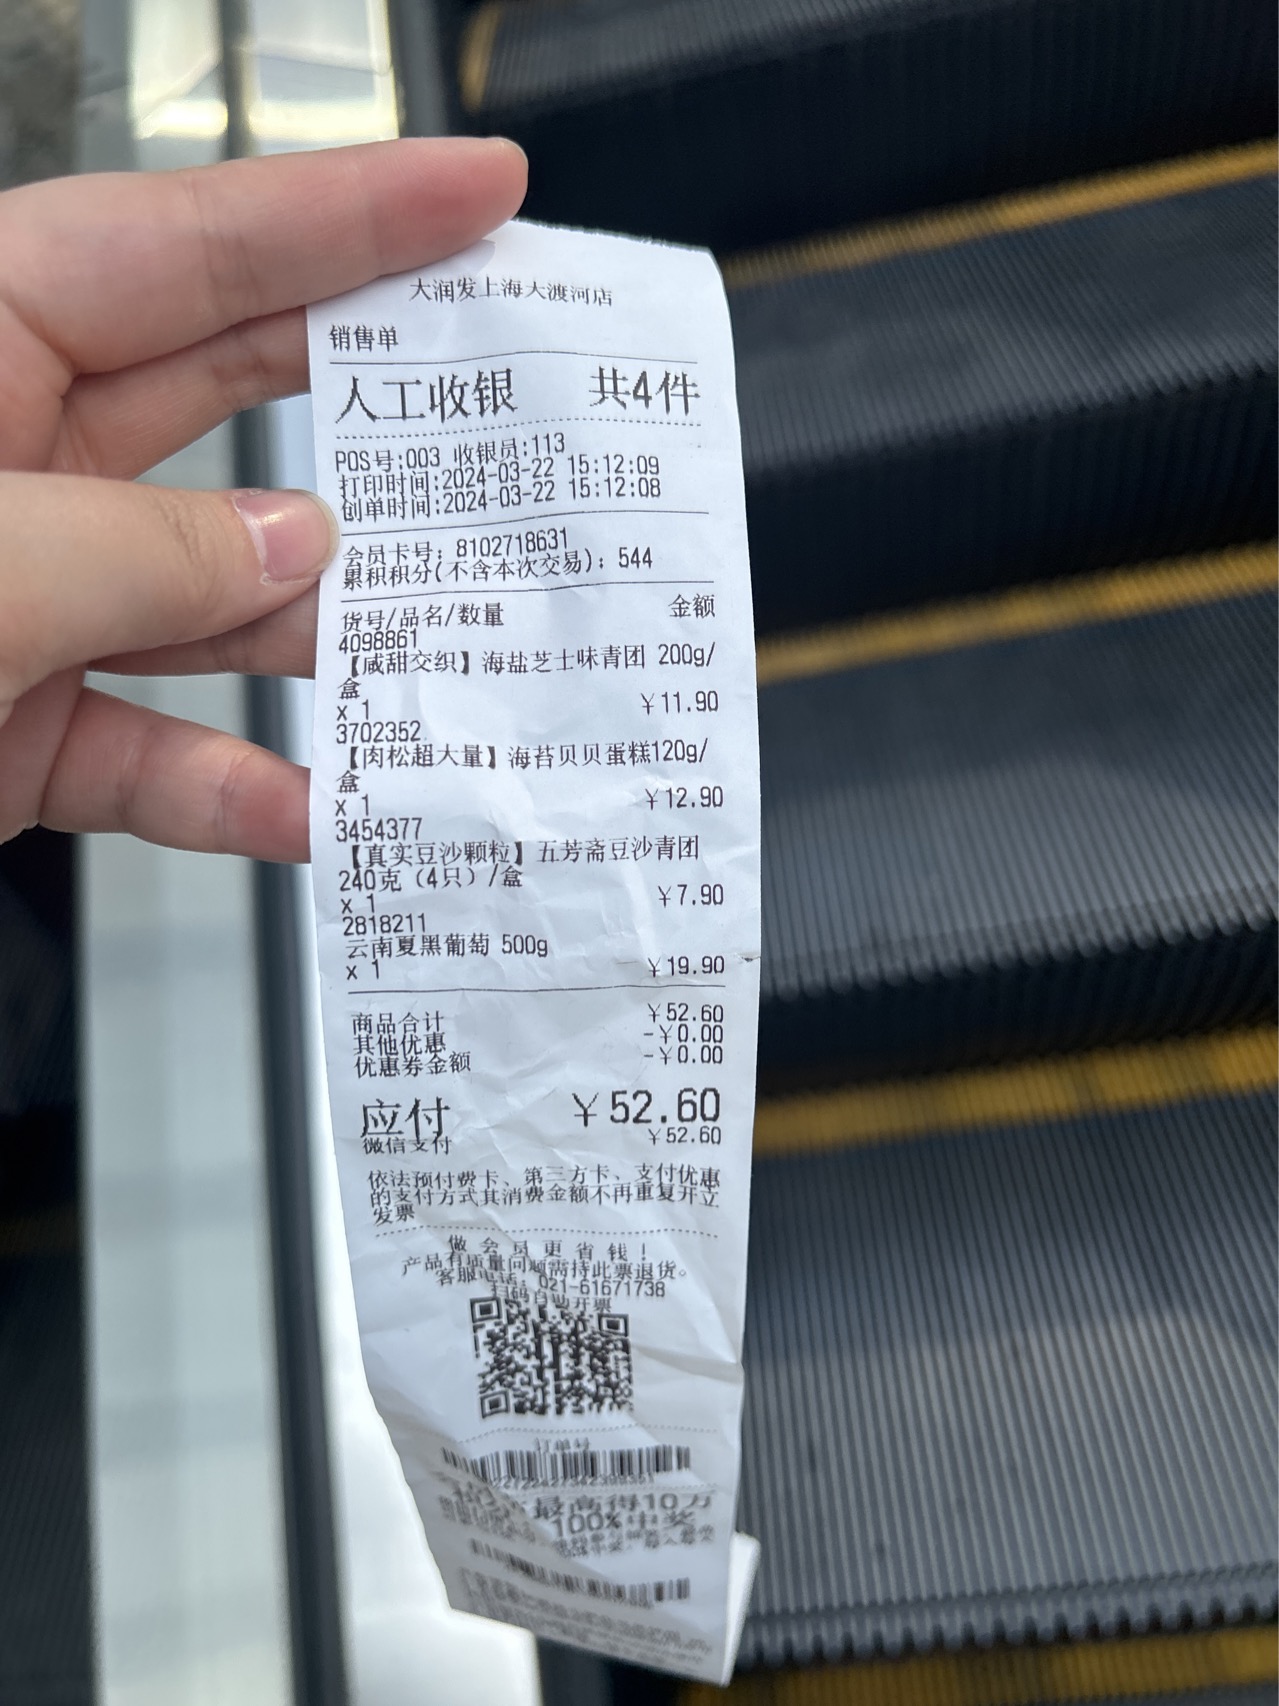 大润发上海大渡河店
销售单
人工收银 共4件
POS号:003 收银员:113
打印时间:2024-03-22 15:12:09
创单时间:2024-03-22 15:12:08
会员卡号: 8102718631
累积积分(不含本次交易): 544
货号/品名/数量 金额
4098861
【咸甜交织】海盐芝士味青团 200g/
盒
x 1 ￥11.90
3702352
【肉松超大量】海苔贝贝蛋糕120g/
盒
x 1 ￥12.90
3454377
【真实豆沙颗粒】五芳斋豆沙青团
240克（4只）/盒
x 1 ￥7.90
2818211
云南夏黑葡萄 500g
x 1 ￥19.90
商品合计 ￥52.60
其他优惠 -￥0.00
优惠券金额 -￥0.00
应付 ￥52.60
微信支付 ￥52.60
依法预付费卡、第三方卡、支付优惠
的支付方式其消费金额不再重复开立
发票
做会员更省钱!
产品有质量问题需持此票退货。
客服电话: 021-61671738
扫码自助开票
订单号
最高得10万
100%中奖